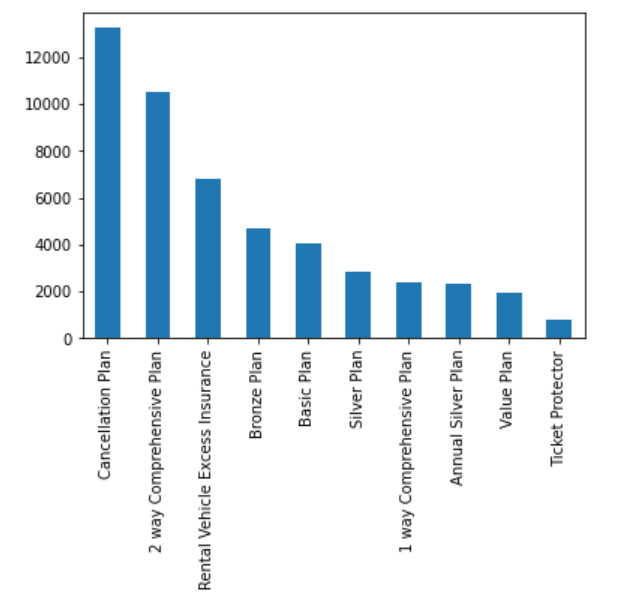 12000
10000
8000
6000
4000
2000
0
Cancellation Plan
2 way Comprehensive Plan
Rental Vehicle Excess Insurance
Bronze Plan
Basic Plan
Silver Plan
1 way Comprehensive Plan
Annual Silver Plan
Value Plan
Ticket Protector